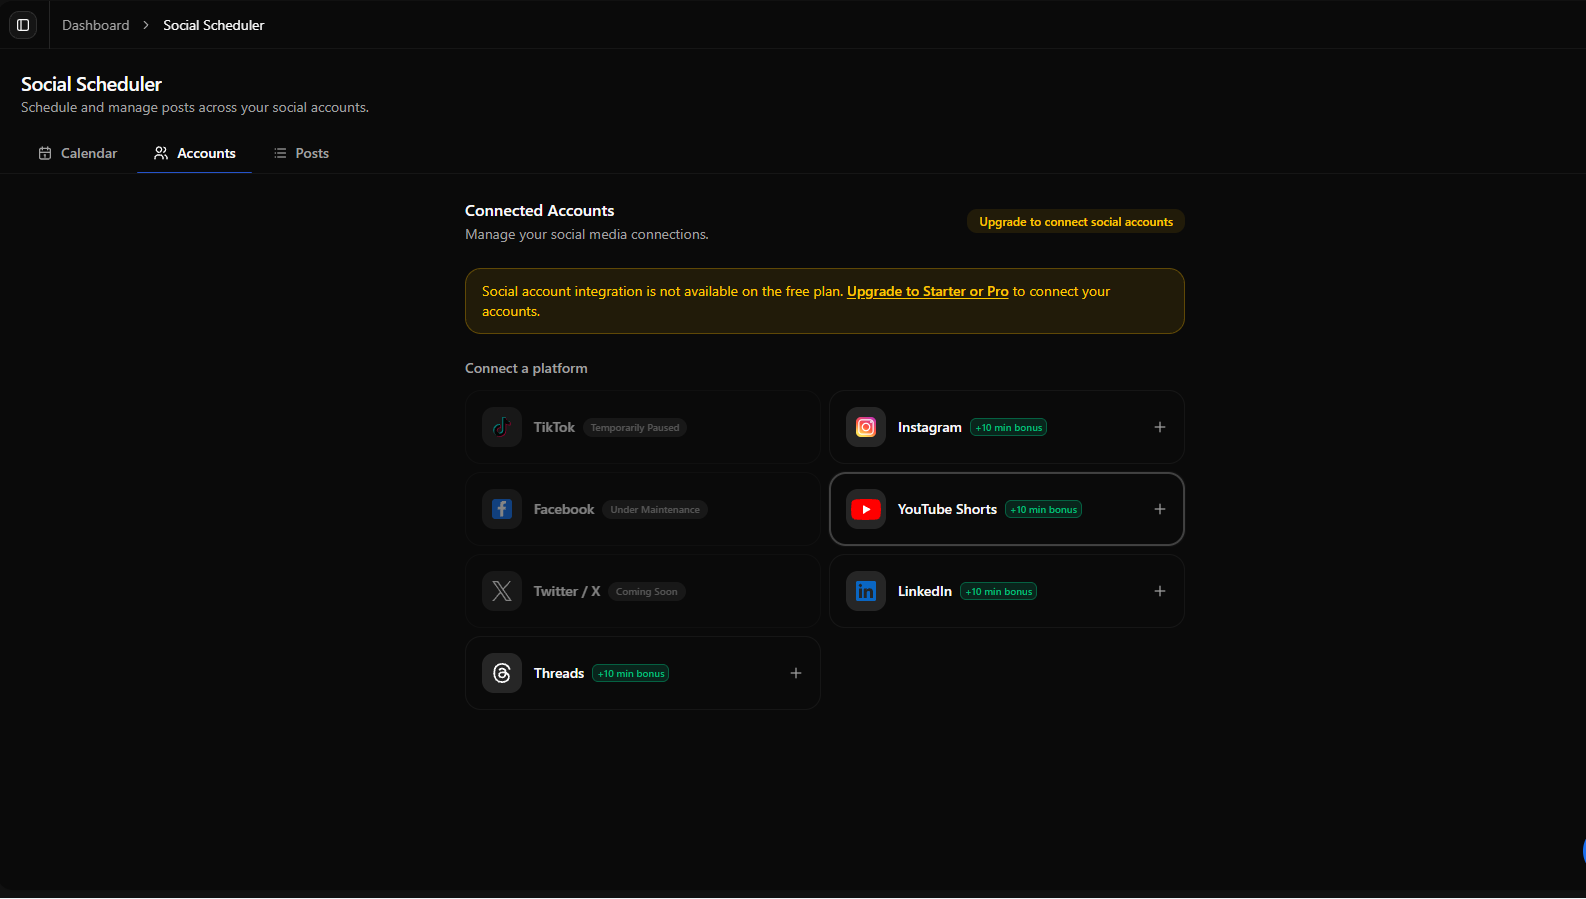 Dashboard > Social Scheduler
Social Scheduler
Schedule and manage posts across your social accounts.
Calendar Accounts Posts
Connected Accounts
Manage your social media connections.
Upgrade to connect social accounts
Social account integration is not available on the free plan. Upgrade to Starter or Pro to connect your
accounts.
Connect a platform
TikTok Temporarily Paused
Instagram +10 min bonus
Facebook Under Maintenance
YouTube Shorts +10 min bonus
Twitter / X Coming Soon
LinkedIn +10 min bonus
Threads +10 min bonus